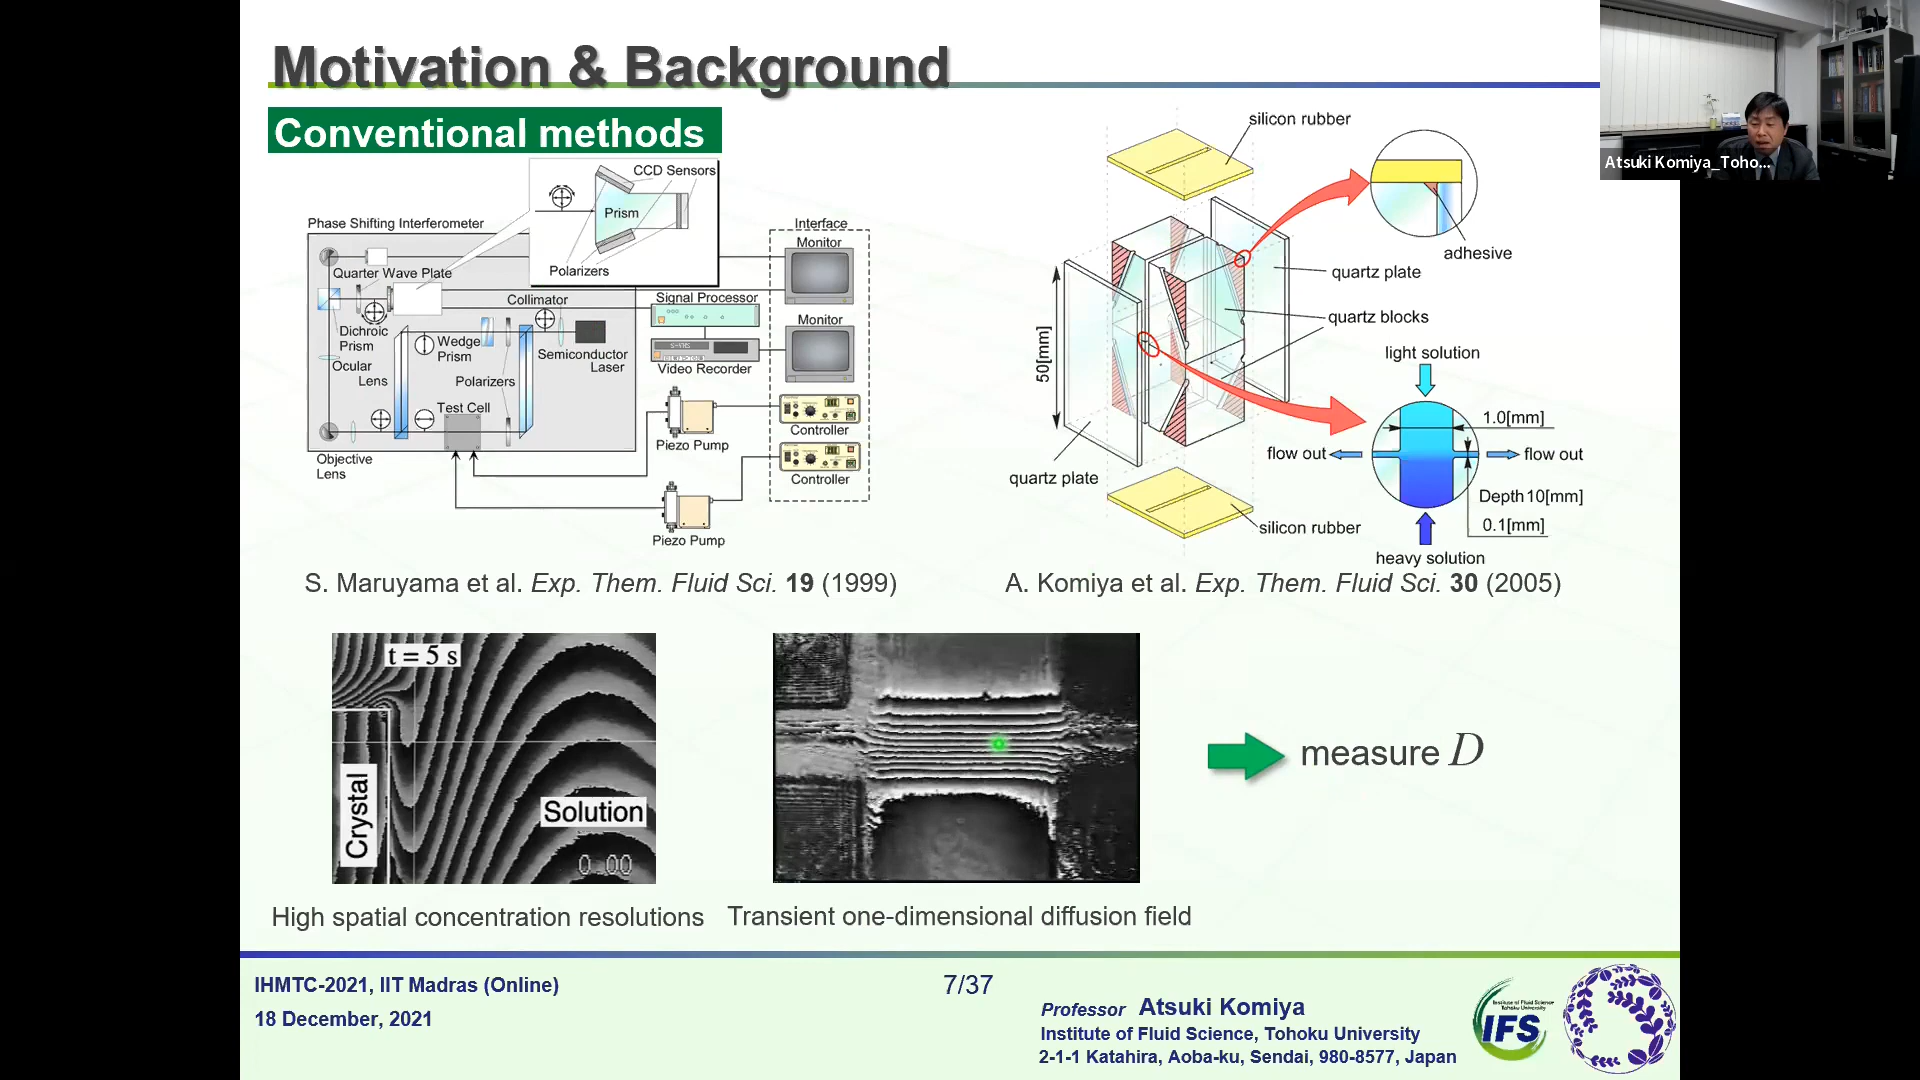 Motivation & Background
Conventional methods
CCD Sensors
Prism
Polarizers
Phase Shifting Interferometer
Quarter Wave Plate
Collimator
Dichroic
Prism
Wedge
Prism
Ocular
Lens
Polarizers
Semiconductor
Laser
Test Cell
Objective
Lens
Signal Processor
Video Recorder
Interface
Monitor
Monitor
Controller
Controller
Piezo Pump
Piezo Pump
S. Maruyama et al. Exp. Them. Fluid Sci. 19 (1999)
silicon rubber
adhesive
quartz plate
quartz blocks
50[mm]
light solution
1.0[mm]
flow out
flow out
Depth 10[mm]
0.1[mm]
quartz plate
silicon rubber
heavy solution
A. Komiya et al. Exp. Them. Fluid Sci. 30 (2005)
t = 5 s
Crystal
Solution
0 00
measure D
High spatial concentration resolutions
Transient one-dimensional diffusion field
IHMTC-2021, IIT Madras (Online)
18 December, 2021
7/37
Professor Atsuki Komiya
Institute of Fluid Science, Tohoku University
2-1-1 Katahira, Aoba-ku, Sendai, 980-8577, Japan
Institute of Fluid Science
Tohoku University
IFS
Atsuki Komiya_Toho...